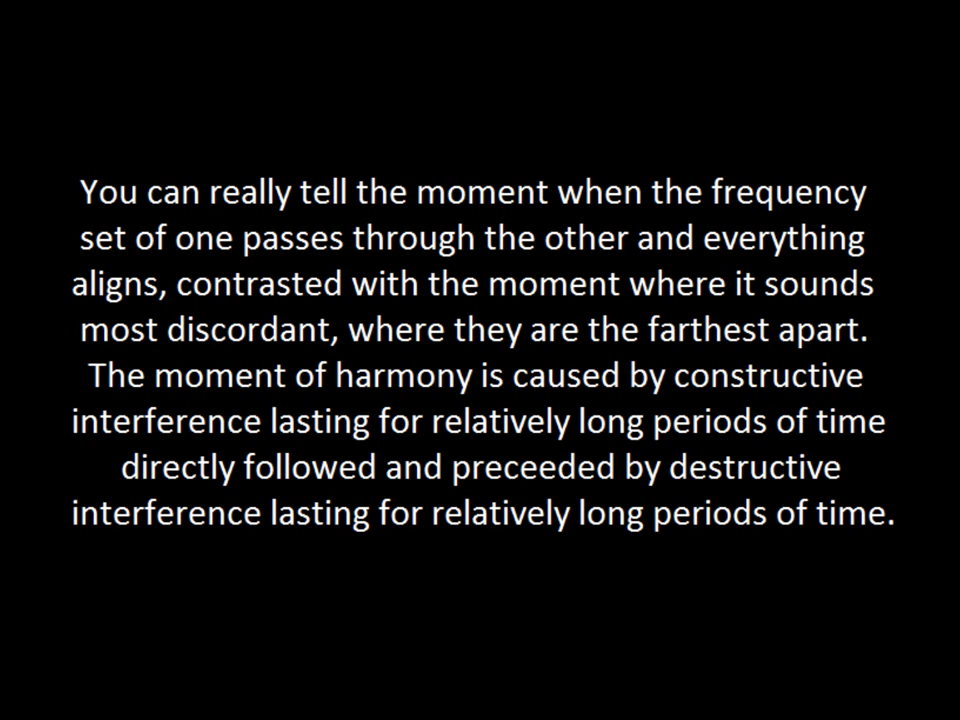 You can really tell the moment when the frequency
set of one passes through the other and everything
aligns, contrasted with the moment where it sounds
most discordant, where they are the farthest apart.
The moment of harmony is caused by constructive
interference lasting for relatively long periods of time
directly followed and preceeded by destructive
interference lasting for relatively long periods of time.